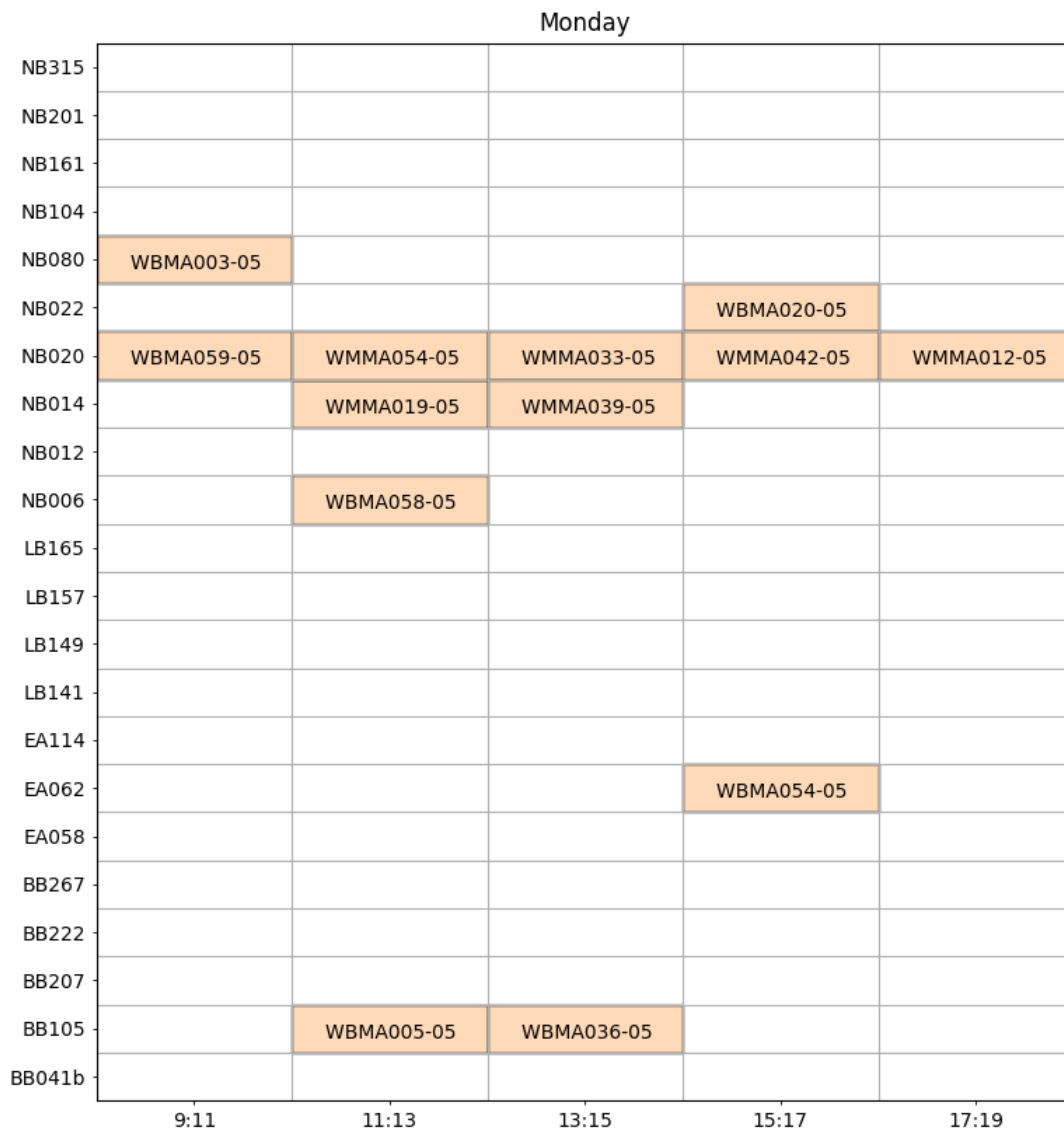 Monday
NB315
NB201
NB161
NB104
NB080 WBMA003-05
NB022 WBMA020-05
NB020 WBMA059-05 WMMA054-05 WMMA033-05 WMMA042-05 WMMA012-05
NB014 WMMA019-05 WMMA039-05
NB012
NB006 WBMA058-05
LB165
LB157
LB149
LB141
EA114
EA062 WBMA054-05
EA058
BB267
BB222
BB207
BB105 WBMA005-05 WBMA036-05
BB041b
9:11 11:13 13:15 15:17 17:19